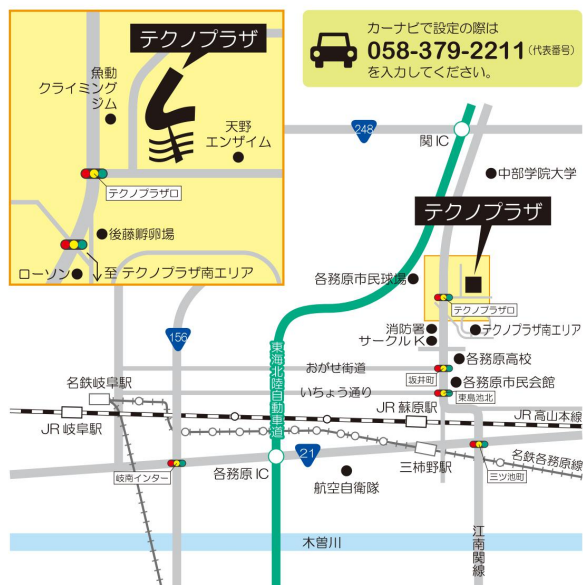 テクノプラザ
魚動
クライミング
ジム
天野
エンザイム
テクノプラザ口
後藤孵卵場
ローソン
至 テクノプラザ南エリア
カーナビで設定の際は
058-379-2211(代表番号)
を入力してください。
248
関IC
中部学院大学
テクノプラザ
各務原市民球場
テクノプラザ口
消防署
サークルK
テクノプラザ南エリア
156
東海北陸自動車道
おがせ街道
坂井町
各務原高校
いちょう通り
各務原市民会館
東島池北
名鉄岐阜駅
JR岐阜駅
JR蘇原駅
JR高山本線
21
各務原IC
岐南インター
航空自衛隊
三柿野駅
名鉄各務原線
三ツ池町
木曽川
江南関線